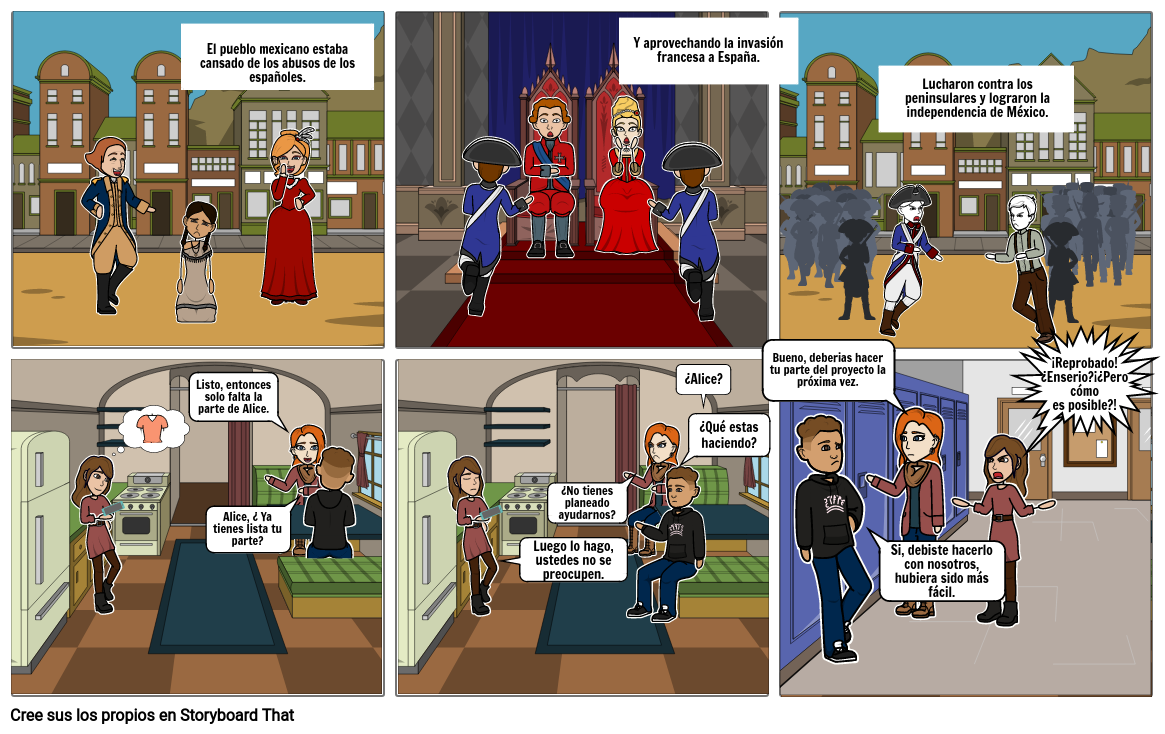 El pueblo mexicano estaba
cansado de los abusos de los
españoles.
Y aprovechando la invasión
francesa a España.
Lucharon contra los
peninsulares y lograron la
independencia de México.
Listo, entonces
solo falta la
parte de Alice.
Alice, ¿ Ya
tienes lista tu
parte?
¿Alice?
¿Qué estas
haciendo?
¿No tienes
planeado
ayudarnos?
Luego lo hago,
ustedes no se
preocupen.
Bueno, deberias hacer
tu parte del proyecto la
próxima vez.
¡Reprobado!
¿Enserio?¡¿Pero
cómo
es posible?!
Si, debiste hacerlo
con nosotros,
hubiera sido más
fácil.
Cree sus los propios en Storyboard That